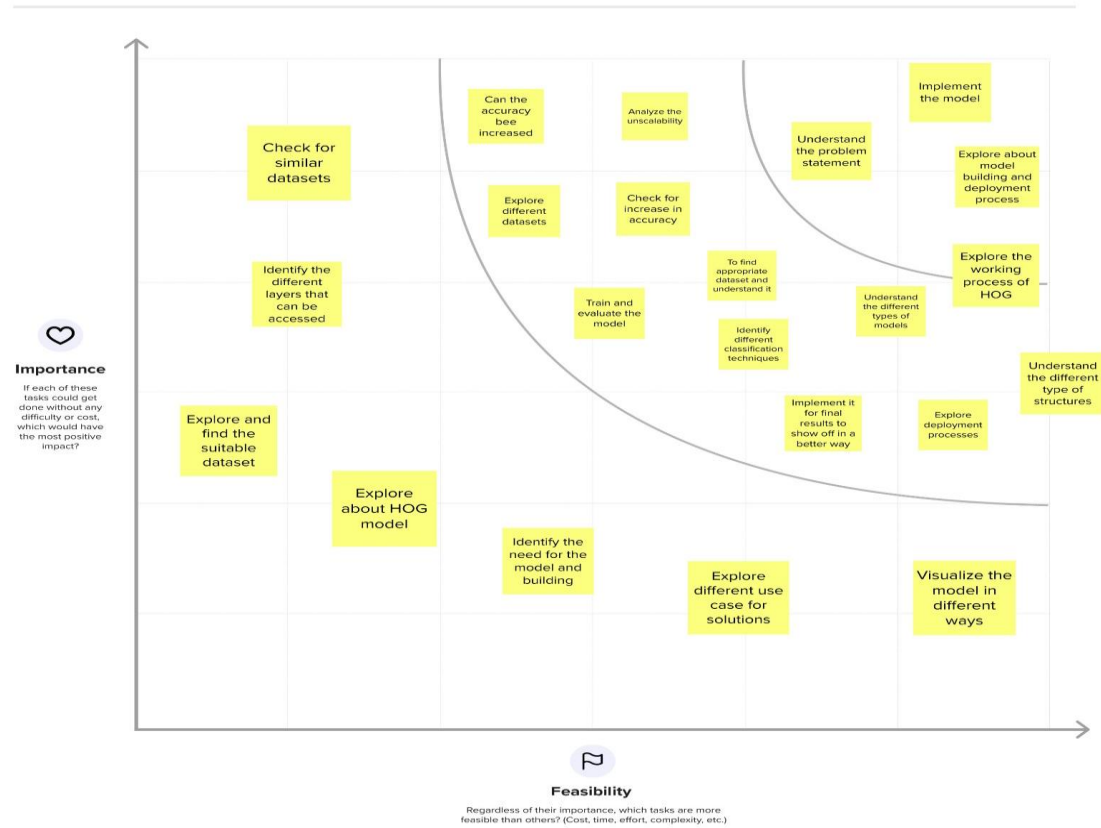 Implement
the model
Can the
accuracy
bee
increased
Analyze the
unscalability
Understand
the problem
statement
Check for
similar
datasets
Explore about
model
building and
deployment
process
Explore
different
datasets
Check for
increase in
accuracy
Explore the
working
process of
HOG
To find
appropriate
dataset and
understand it
Identify the
different
layers that
can be
accessed
Train and
evaluate the
model
Understand
the different
types of
models
Identify
different
classification
techniques
Understand
the different
type of
structures
Importance
If each of these
tasks could get
done without any
difficulty or cost,
which would have
the most positive
impact?
Explore and
find the
suitable
dataset
Implement it
for final
results to
show off in a
better way
Explore
deployment
processes
Explore
about HOG
model
Identify the
need for the
model and
building
Explore
different use
case for
solutions
Visualize the
model in
different
ways
Feasibility
Regardless of their importance, which tasks are more
feasible than others? (Cost, time, effort, complexity, etc.)